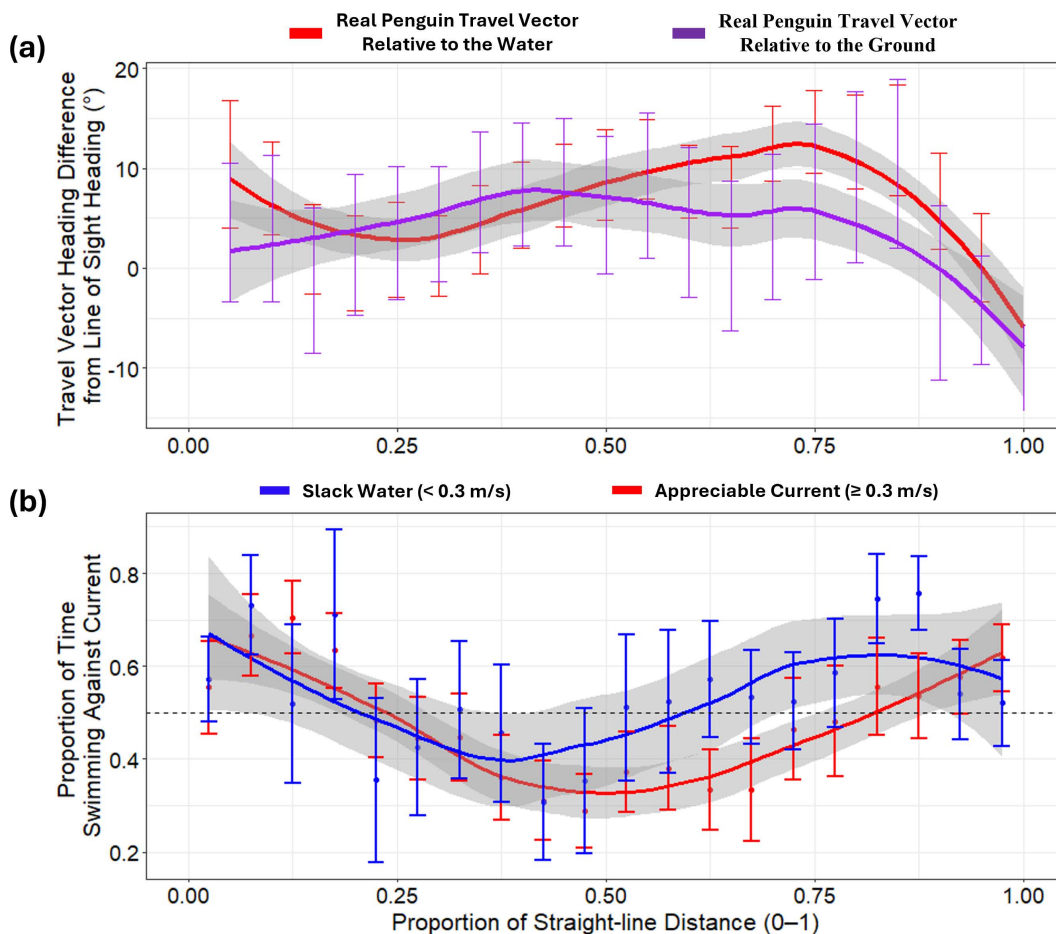 (a)
Real Penguin Travel Vector
Relative to the Water
Real Penguin Travel Vector
Relative to the Ground
Travel Vector Heading Difference
from Line of Sight Heading (°)
20
10
0
-10
0.00
0.25
0.50
0.75
1.00
(b)
Slack Water (< 0.3 m/s)
Appreciable Current (≥ 0.3 m/s)
Proportion of Time
Swimming Against Current
0.8
0.6
0.4
0.2
0.00
0.25
0.50
0.75
1.00
Proportion of Straight-line Distance (0–1)